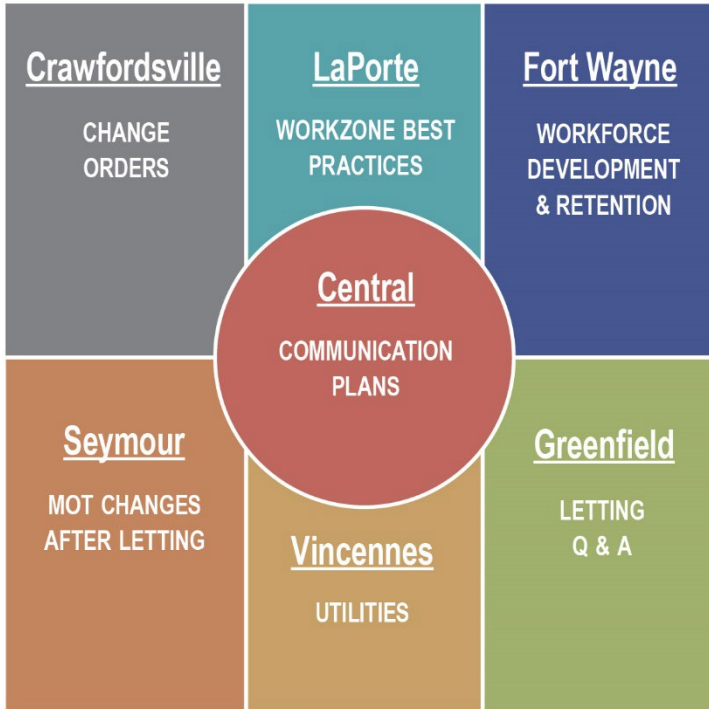 Crawfordsville
CHANGE
ORDERS
LaPorte
WORKZONE BEST
PRACTICES
Fort Wayne
WORKFORCE
DEVELOPMENT
& RETENTION
Central
COMMUNICATION
PLANS
Seymour
MOT CHANGES
AFTER LETTING
Vincennes
UTILITIES
Greenfield
LETTING
Q & A